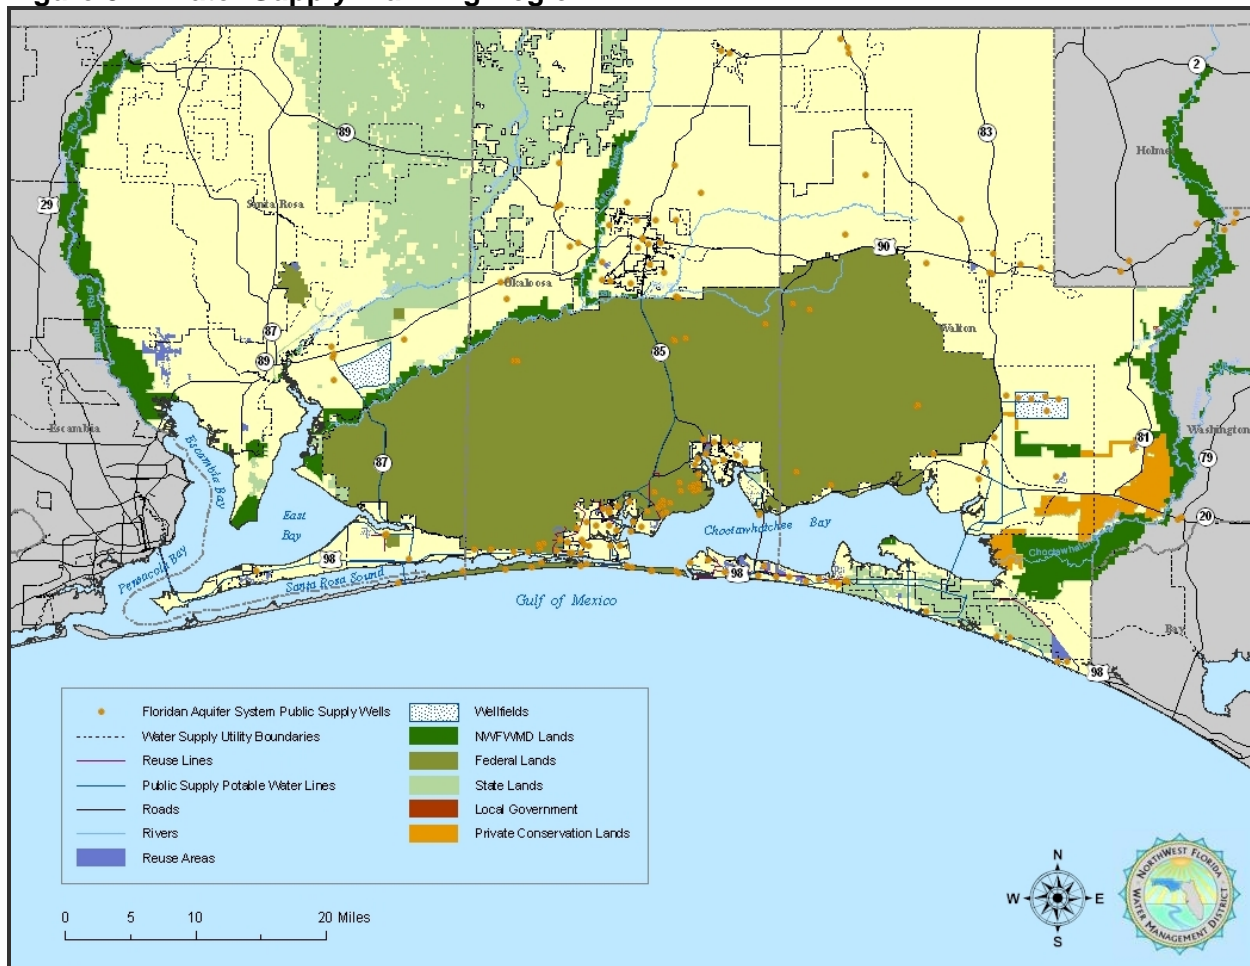 2
89
83
Holmes
29
Santa Rosa
River
90
Okaloosa
87
Walton
89
85
Escambia
81
Washington
79
87
20
Escambia Bay
East
Bay
Choctawhatchee Bay
Pensacola Bay
98
Santa Rosa Sound
98
Gulf of Mexico
Bay
98
Floridan Aquifer System Public Supply Wells
Water Supply Utility Boundaries
Reuse Lines
Public Supply Potable Water Lines
Roads
Rivers
Reuse Areas
Wellfields
NWFWMD Lands
Federal Lands
State Lands
Local Government
Private Conservation Lands
0 5 10 20 Miles
N
W E
S
NORTHWEST FLORIDA
WATER MANAGEMENT DISTRICT